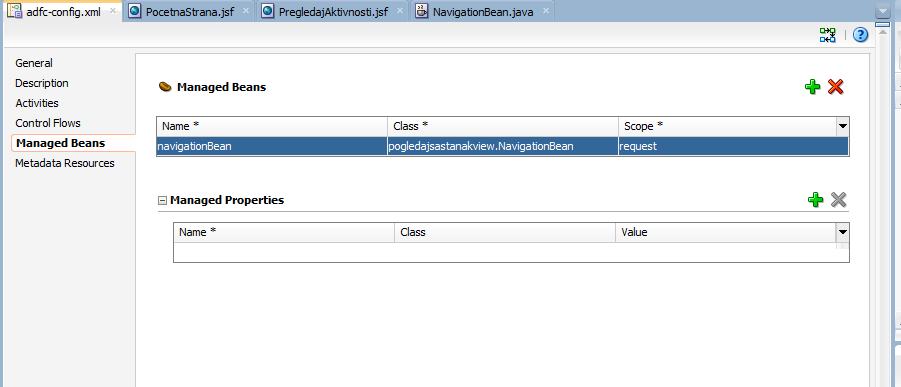 adfc-config.xml PocetnaStrana.jsf PregledajAktivnosti.jsf NavigationBean.java
General
Description
Activities
Control Flows
Managed Beans
Metadata Resources
Managed Beans
Name * Class * Scope *
navigationBean pogledajsastanakview.NavigationBean request
Managed Properties
Name * Class Value